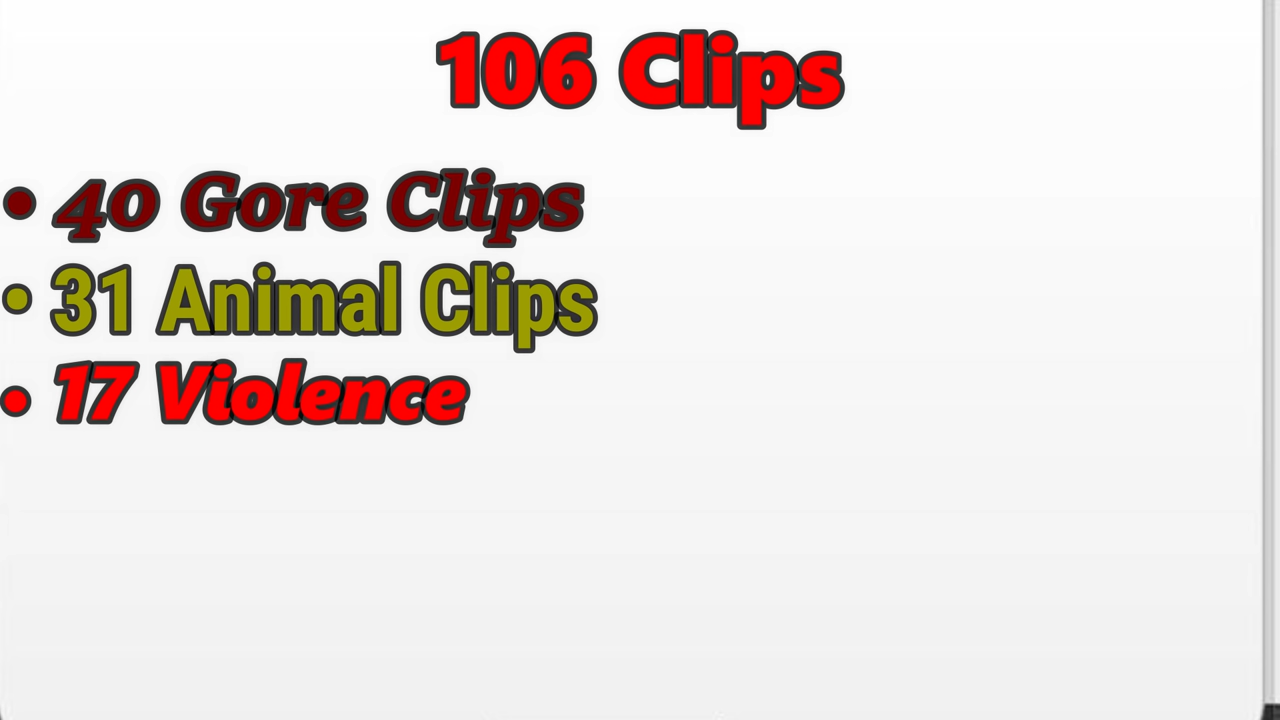 106 Clips
• 40 Gore Clips
• 31 Animal Clips
• 17 Violence